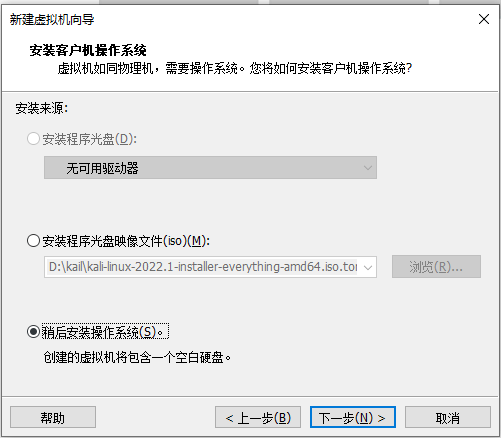 新建虚拟机向导
安装客户机操作系统
虚拟机如同物理机，需要操作系统。您将如何安装客户机操作系统?
安装来源:
安装程序光盘(D):
无可用驱动器
安装程序光盘映像文件(iso)(M):
D:\kail\kali-linux-2022.1-installer-everything-amd64.iso.tor
浏览(R)...
稍后安装操作系统(S)。
创建的虚拟机将包含一个空白硬盘。
帮助
< 上一步(B)
下一步(N) >
取消